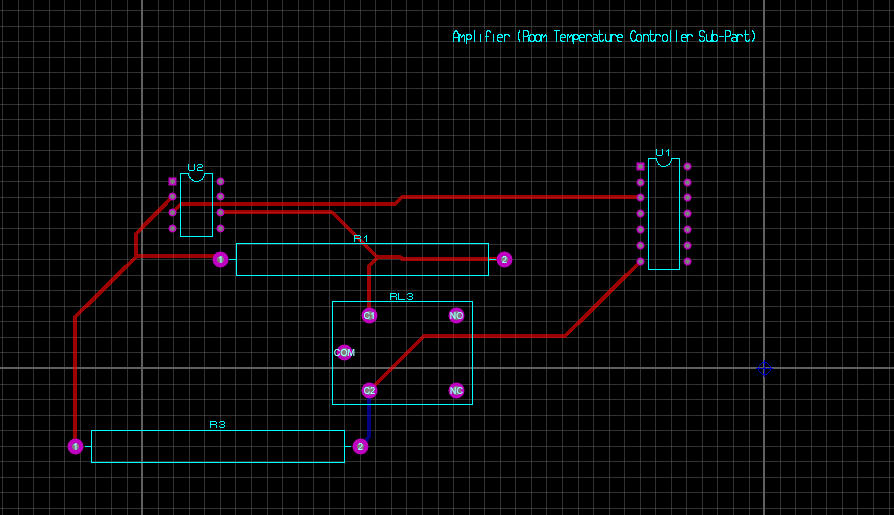 Amplifier (Room Temperature Controller Sub-Part)
U1
U2
R1
1
2
RL3
C1
NO
COM
C2
NC
R3
1
2